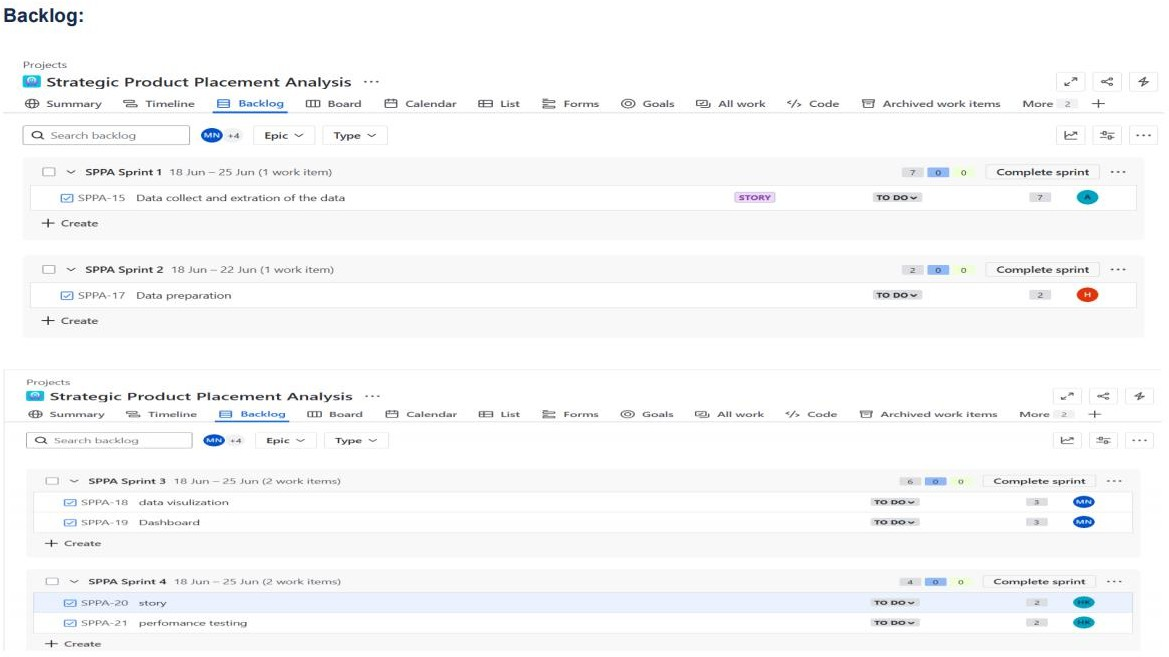 Backlog:
Projects
Strategic Product Placement Analysis ···
Summary Timeline Backlog Board Calendar List Forms Goals All work Code Archived work items More 2 +
Search backlog MN +4 Epic Type ···
SPPA Sprint 1 18 Jun – 25 Jun (1 work item) 7 0 0 Complete sprint ···
SPPA-15 Data collect and extration of the data STORY TO DO 7 A
+ Create
SPPA Sprint 2 18 Jun – 22 Jun (1 work item) 2 0 0 Complete sprint ···
SPPA-17 Data preparation TO DO 2 H
+ Create
Projects
Strategic Product Placement Analysis ···
Summary Timeline Backlog Board Calendar List Forms Goals All work Code Archived work items More 2 +
Search backlog MN +4 Epic Type ···
SPPA Sprint 3 18 Jun – 25 Jun (2 work items) 6 0 0 Complete sprint ···
SPPA-18 data visulization TO DO 3 MN
SPPA-19 Dashboard TO DO 3 MN
+ Create
SPPA Sprint 4 18 Jun – 25 Jun (2 work items) 4 0 0 Complete sprint ···
SPPA-20 story TO DO 2 HK
SPPA-21 perfomance testing TO DO 2 HK
+ Create